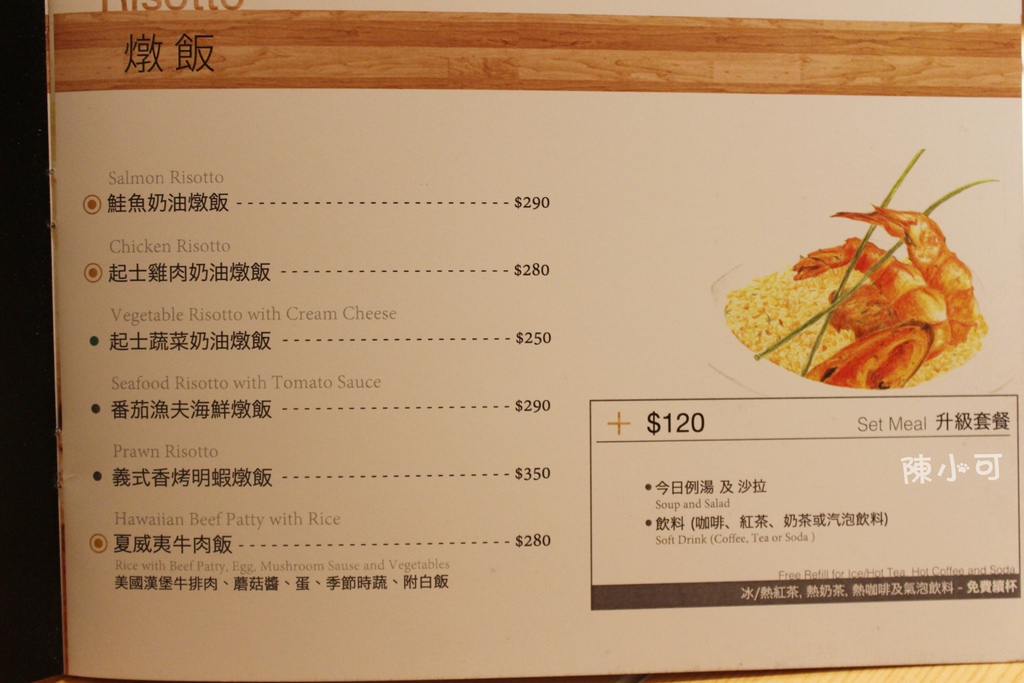 Risotto
燉飯
Salmon Risotto
鮭魚奶油燉飯 $290
Chicken Risotto
起士雞肉奶油燉飯 $280
Vegetable Risotto with Cream Cheese
起士蔬菜奶油燉飯 $250
Seafood Risotto with Tomato Sauce
番茄漁夫海鮮燉飯 $290
Prawn Risotto
義式香烤明蝦燉飯 $350
Hawaiian Beef Patty with Rice
夏威夷牛肉飯 $280
Rice with Beef Patty, Egg, Mushroom Sause and Vegetables
美國漢堡牛排肉、蘑菇醬、蛋、季節時蔬、附白飯
+ $120 Set Meal 升級套餐
陳小可
•今日例湯 及 沙拉
Soup and Salad
•飲料 (咖啡、紅茶、奶茶或汽泡飲料)
Soft Drink (Coffee, Tea or Soda )
Free Refill for Ice/Hot Tea, Hot Coffee and Soda
冰/熱紅茶, 熱奶茶, 熱咖啡及氣泡飲料 - 免費續杯